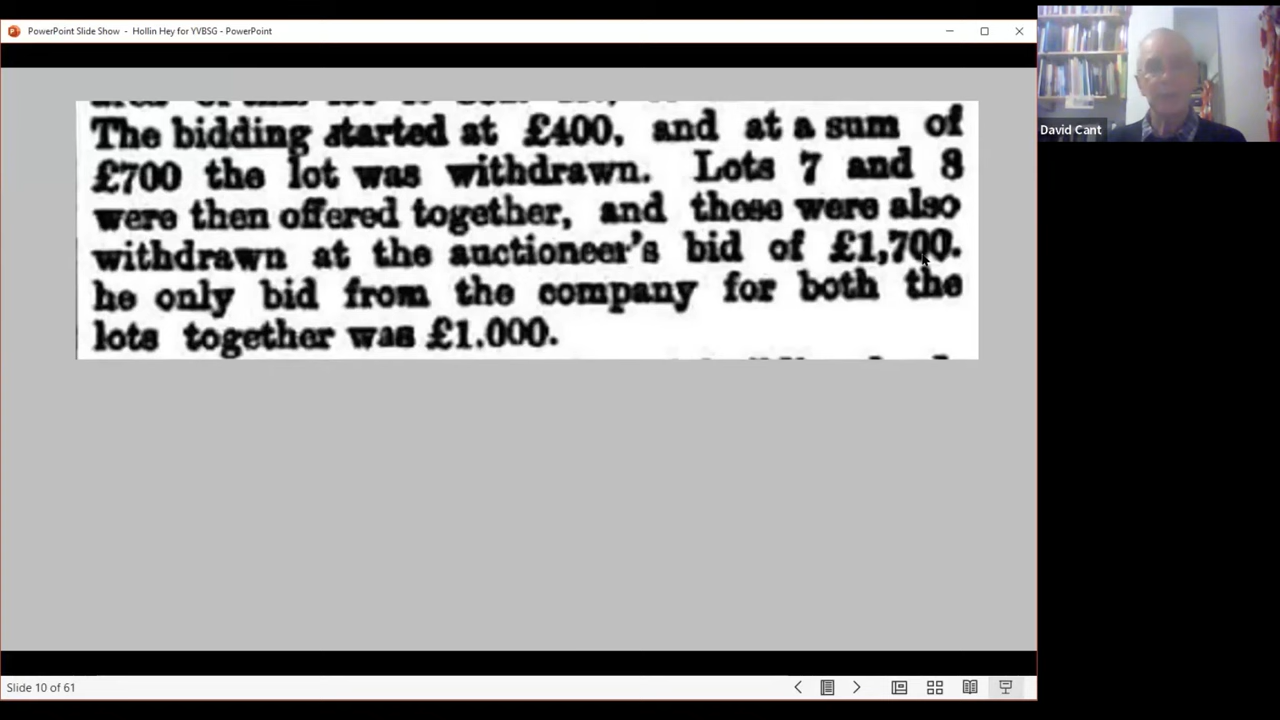 PowerPoint Slide Show - Hollin Hey for YVBSG - PowerPoint
David Cant
The bidding started at £400, and at a sum of
£700 the lot was withdrawn. Lots 7 and 8
were then offered together, and these were also
withdrawn at the auctioneer's bid of £1,700.
he only bid from the company for both the
lots together was £1.000.
Slide 10 of 61